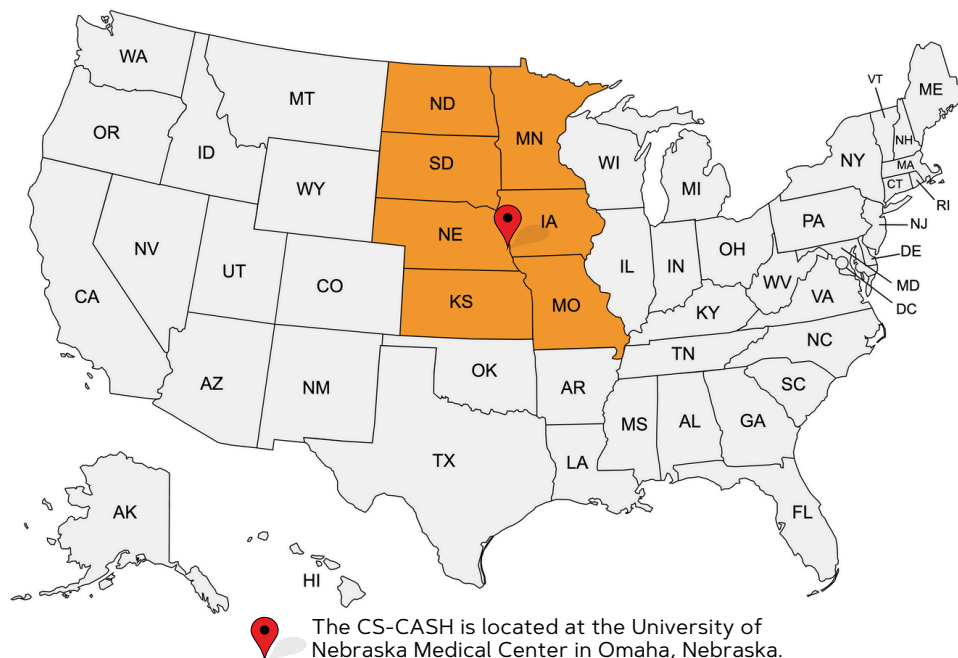 WA
MT
ND
MN
VT
ME
OR
ID
SD
WI
NY
NH
MA
WY
MI
CT
RI
NE
IA
PA
NJ
NV
UT
CO
IL
IN
OH
DE
CA
KS
MO
WV
VA
MD
DC
KY
AZ
NM
OK
AR
TN
NC
SC
MS
AL
GA
TX
LA
AK
FL
HI
The CS-CASH is located at the University of
Nebraska Medical Center in Omaha, Nebraska.